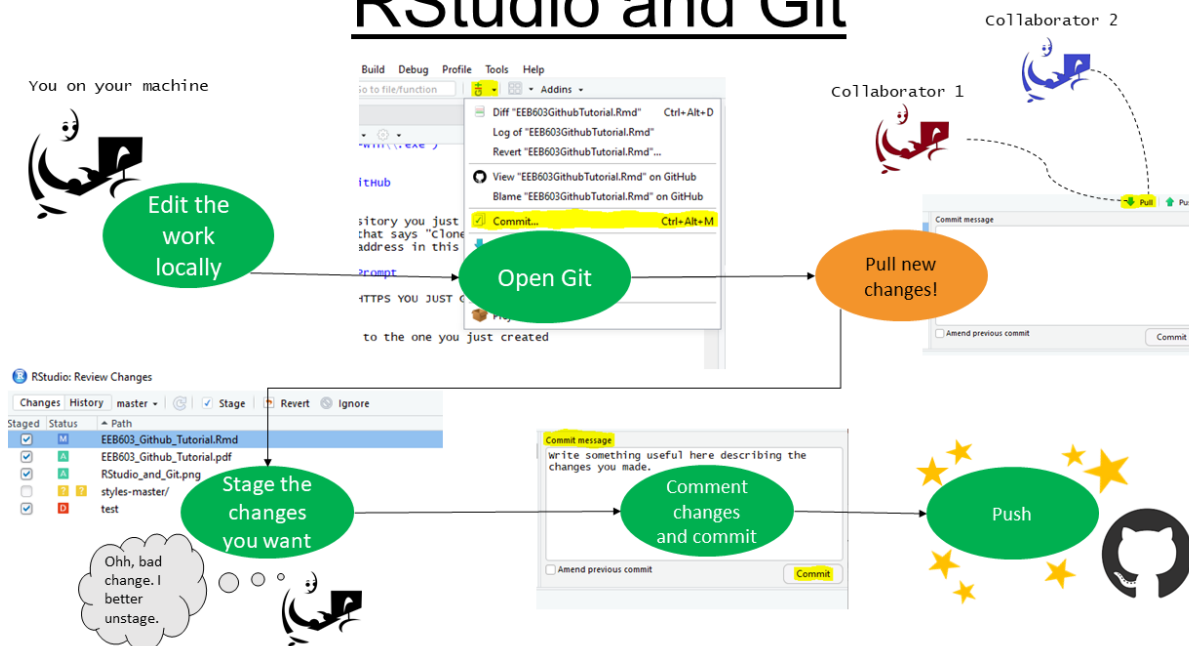 RStudio and Git
Collaborator 2
You on your machine
Collaborator 1
Build Debug Profile Tools Help
Go to file/function
Addins
Diff "EEB603GithubTutorial.Rmd" Ctrl+Alt+D
Log of "EEB603GithubTutorial.Rmd"
Revert "EEB603GithubTutorial.Rmd"...
View "EEB603GithubTutorial.Rmd" on GitHub
Blame "EEB603GithubTutorial.Rmd" on GitHub
Commit... Ctrl+Alt+M
itHub
sitory you just
that says "Clone
address in this
Prompt
HTTPS YOU JUST
to the one you just created
Edit the
work
locally
Open Git
Pull new
changes!
Pull
Commit message
Amend previous commit
Commit
RStudio: Review Changes
Changes History master Stage Revert Ignore
Staged Status Path
M EEB603_Github_Tutorial.Rmd
A EEB603_Github_Tutorial.pdf
A RStudio_and_Git.png
? ? styles-master/
D test
Stage the
changes
you want
Ohh, bad
change. I
better
unstage.
Commit message
Write something useful here describing the
changes you made.
Comment
changes
and commit
Amend previous commit
Commit
Push